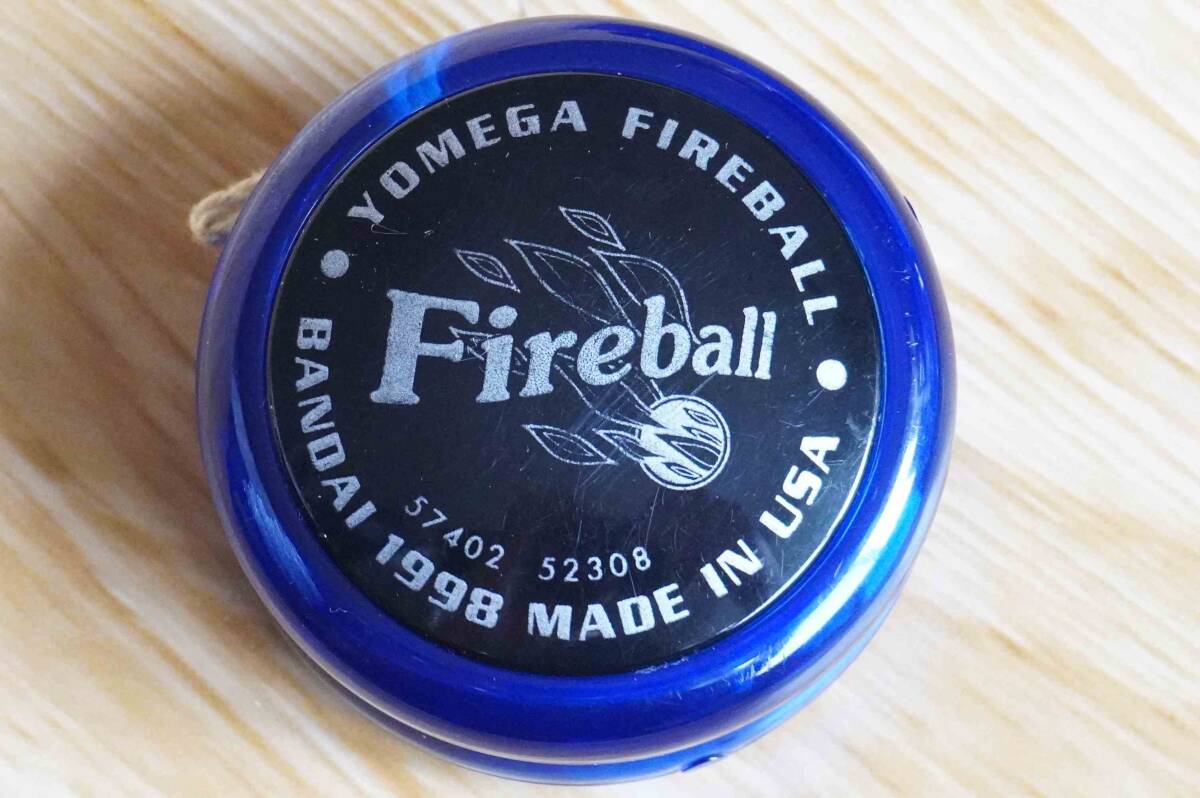 • YOMEGA FIREBALL •
Fireball
57402 52308
BANDAI 1998 MADE IN USA